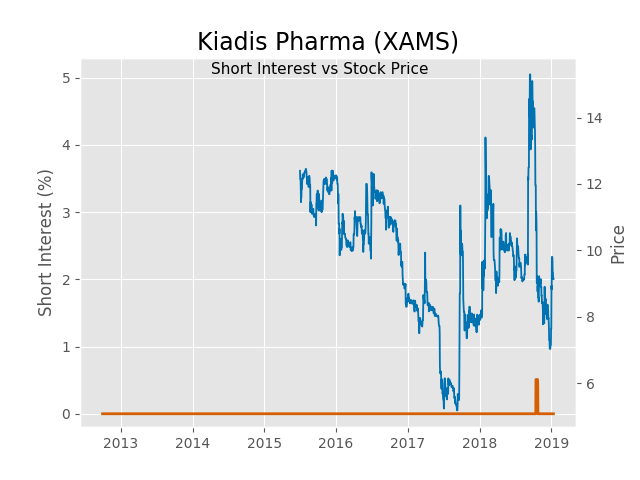 Kiadis Pharma (XAMS)
Short Interest vs Stock Price
5
4
3
2
1
0
Short Interest (%)
14
12
10
8
6
Price
2013 2014 2015 2016 2017 2018 2019